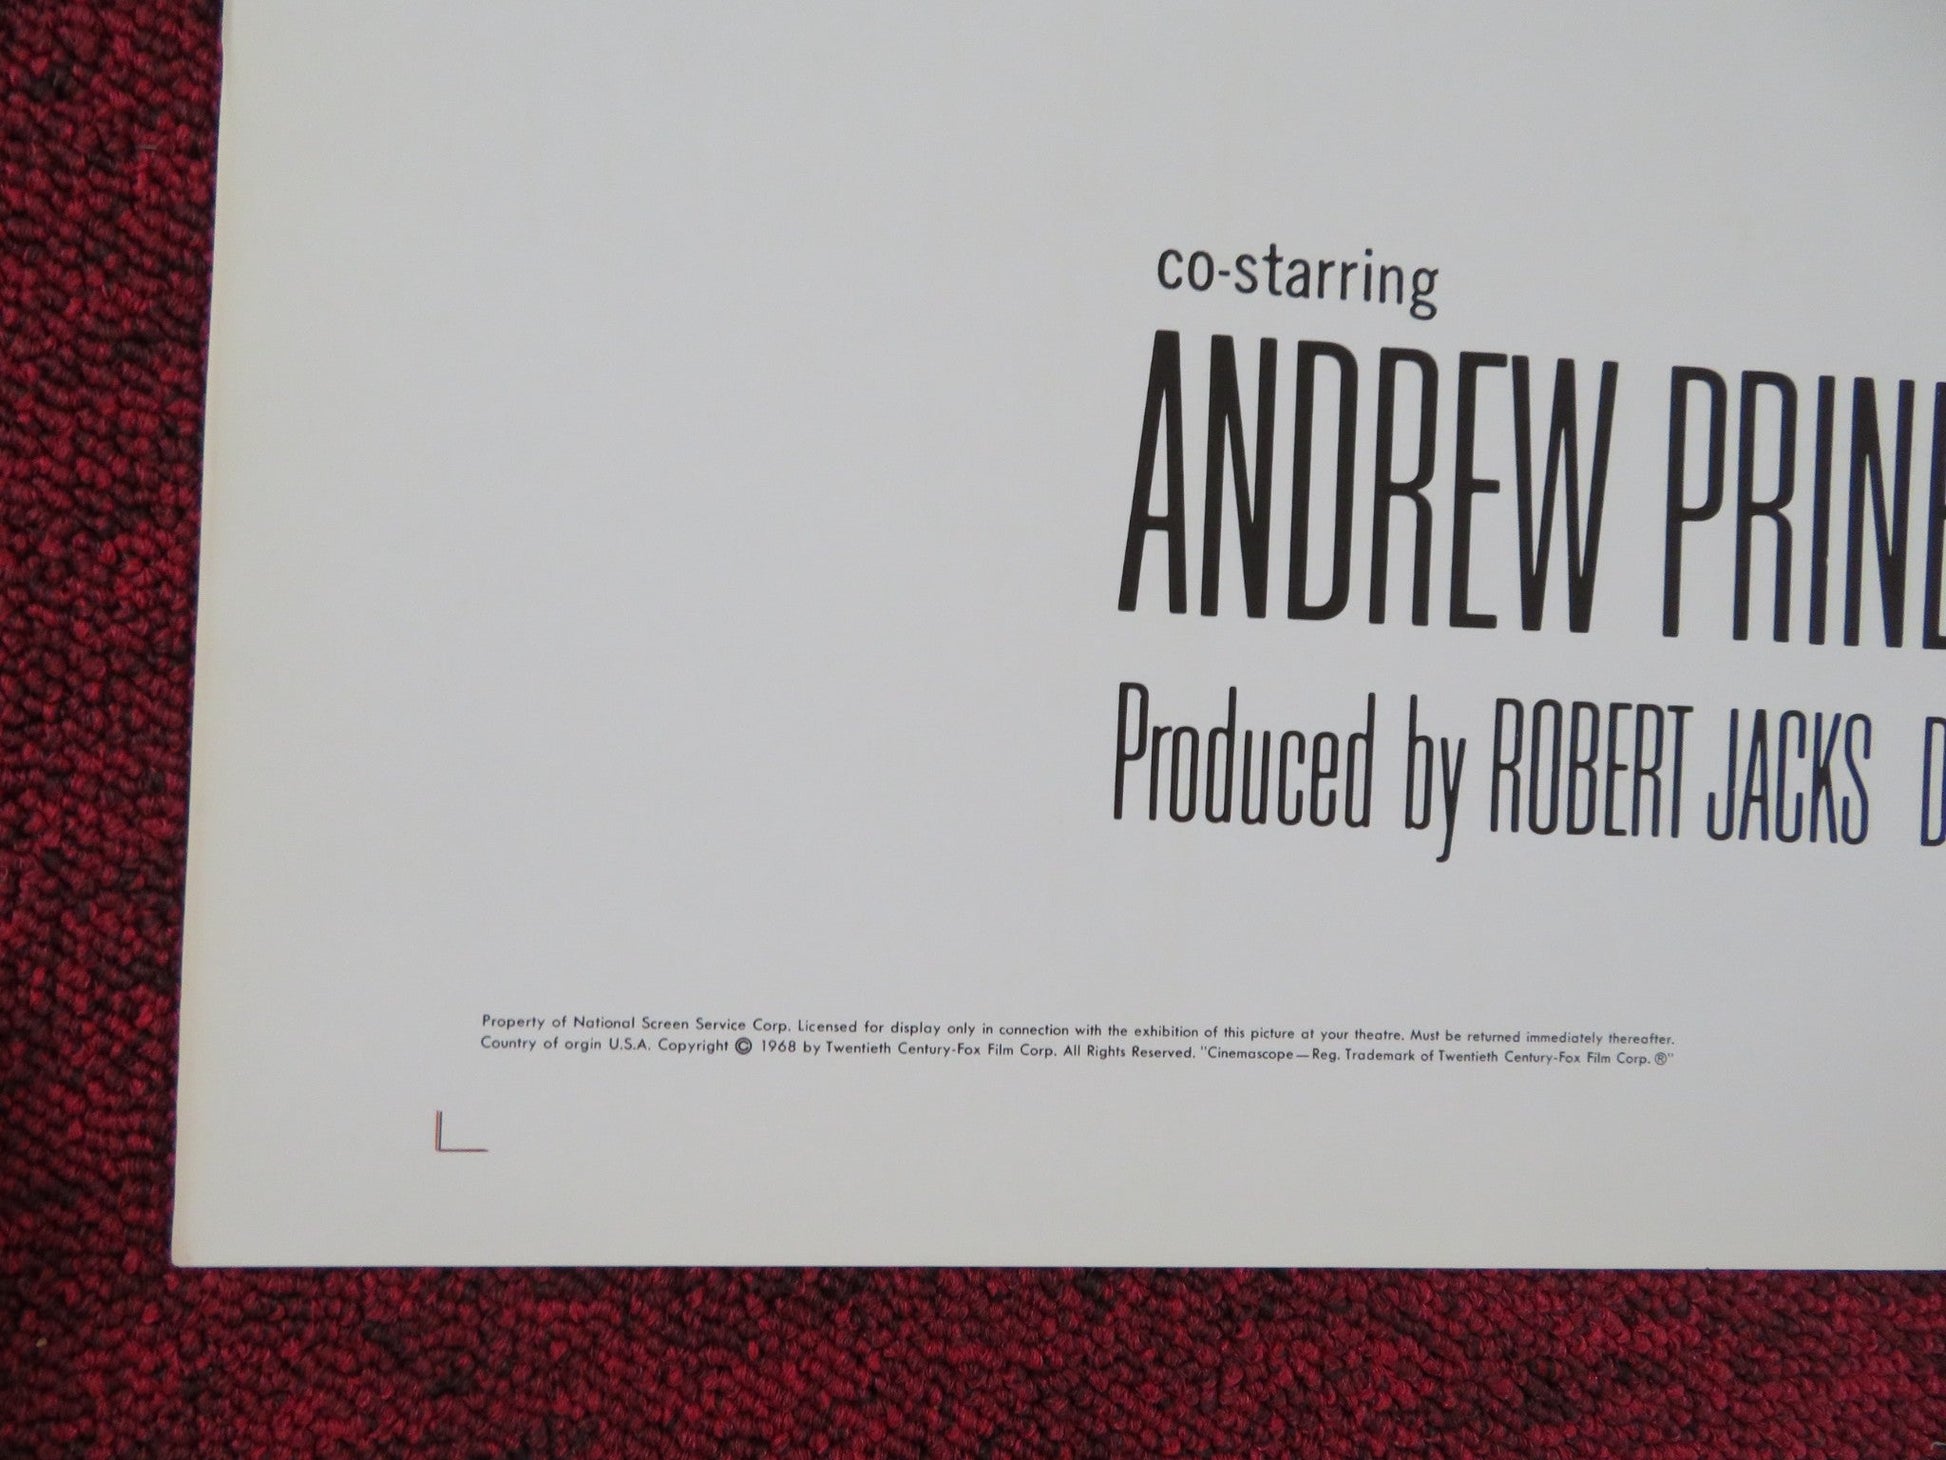 co-starring
ANDREW PRINE
Produced by ROBERT JACKS D
Property of National Screen Service Corp. Licensed for display only in connection with the exhibition of this picture at your theatre. Must be returned immediately thereafter.
Country of orgin U.S.A. Copyright © 1968 by Twentieth Century-Fox Film Corp. All Rights Reserved. "Cinemascope—Reg. Trademark of Twentieth Century-Fox Film Corp. ®"